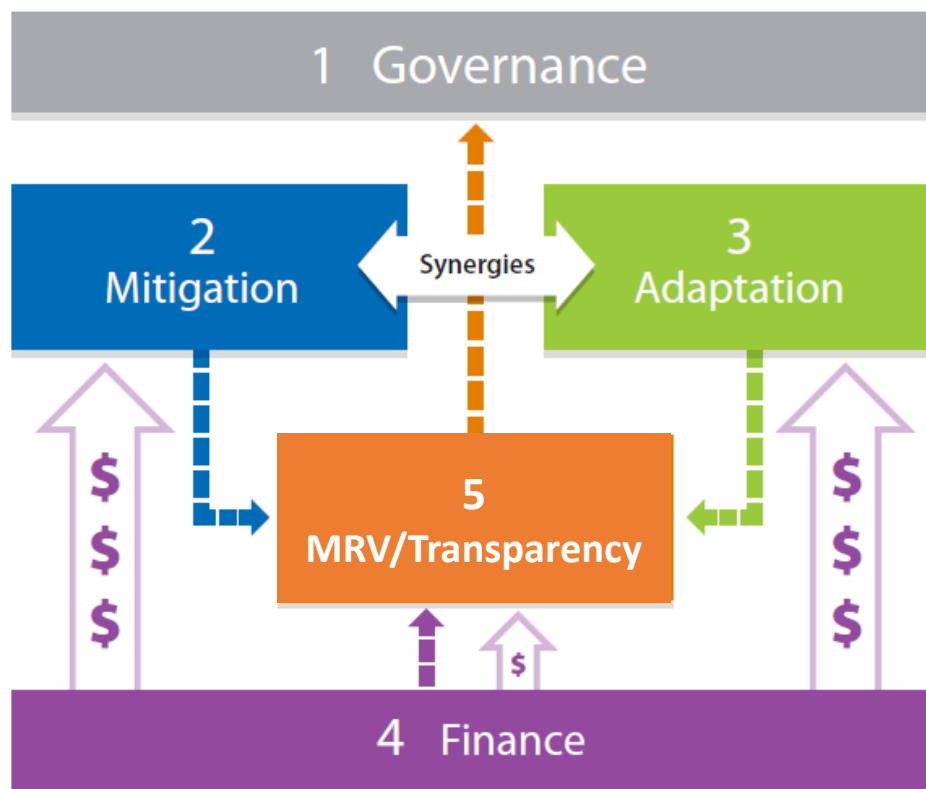 1 Governance
2
Mitigation
Synergies
3
Adaptation
5
MRV/Transparency
$
$
$
$
$
$
$
4 Finance